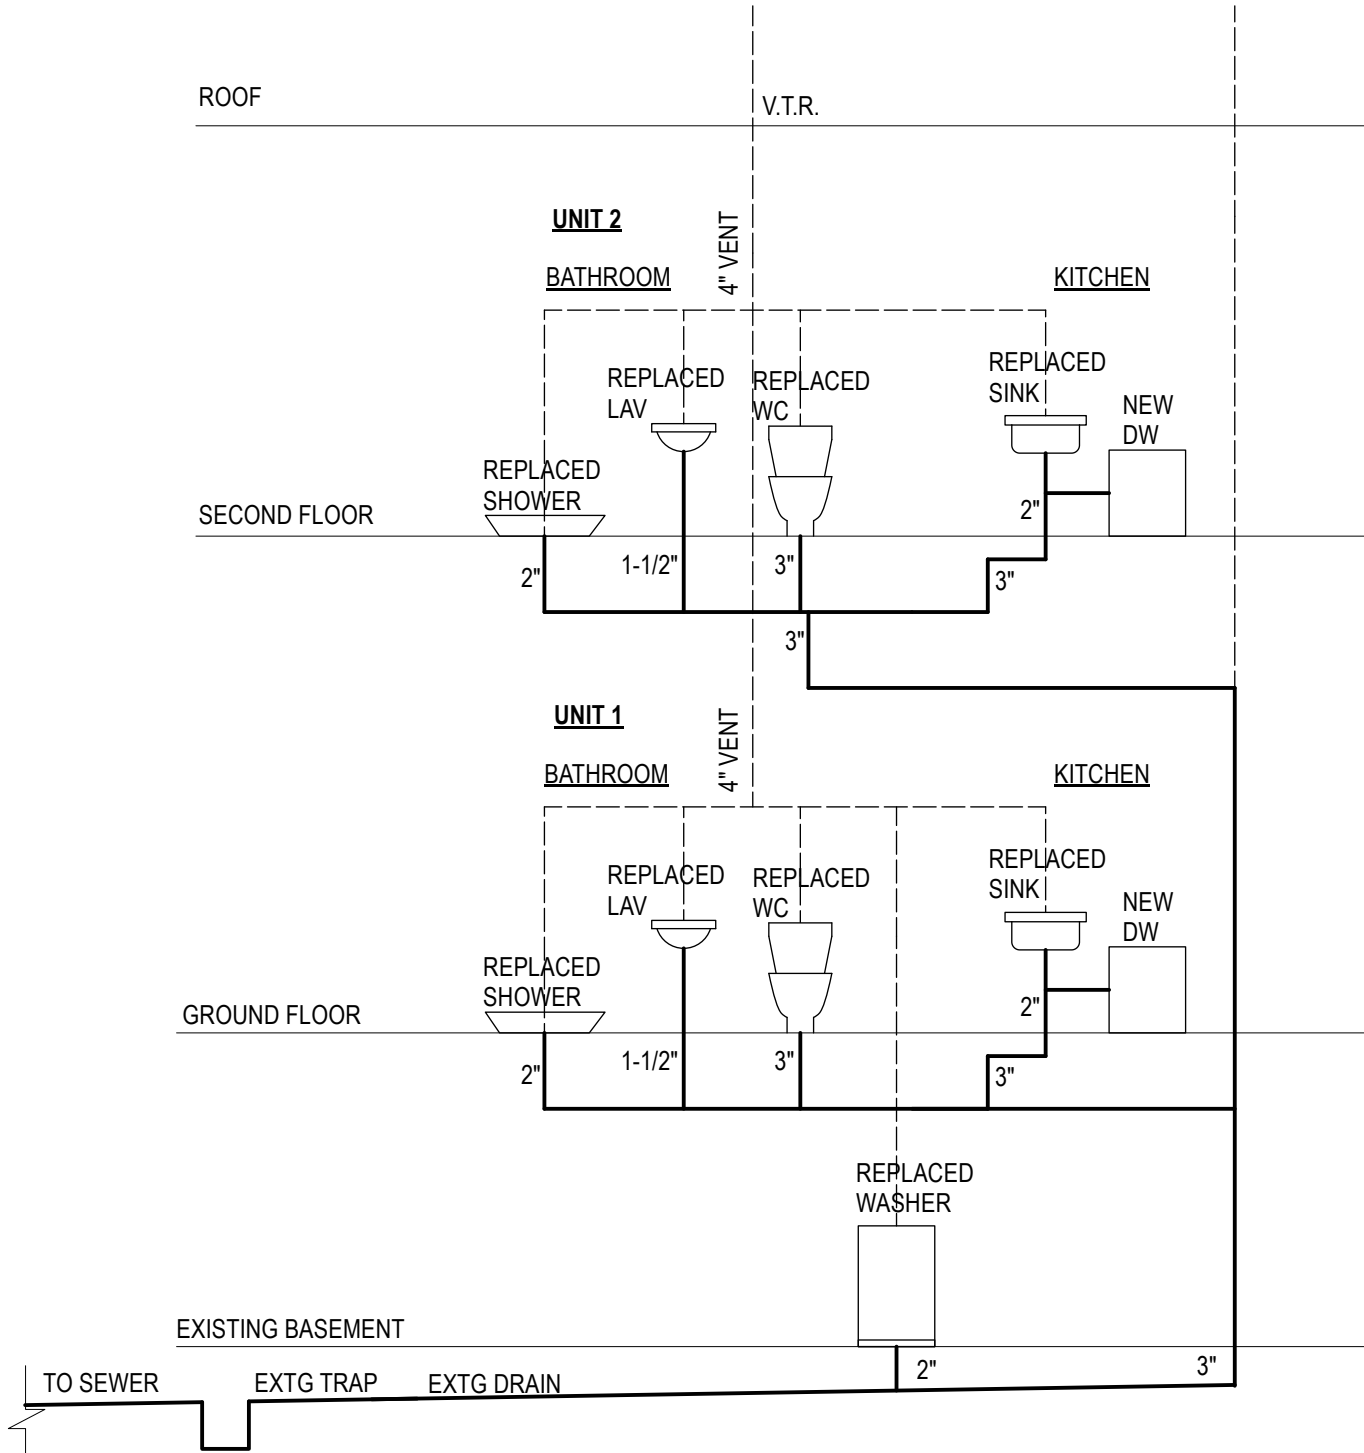 ROOF
V.T.R.
UNIT 2
4" VENT
BATHROOM
KITCHEN
REPLACED
LAV
REPLACED
WC
REPLACED
SINK
NEW
DW
REPLACED
SHOWER
2"
SECOND FLOOR
2"
1-1/2"
3"
3"
3"
UNIT 1
4" VENT
BATHROOM
KITCHEN
REPLACED
LAV
REPLACED
WC
REPLACED
SINK
NEW
DW
REPLACED
SHOWER
2"
GROUND FLOOR
2"
1-1/2"
3"
3"
REPLACED
WASHER
EXISTING BASEMENT
2"
3"
TO SEWER
EXTG TRAP
EXTG DRAIN